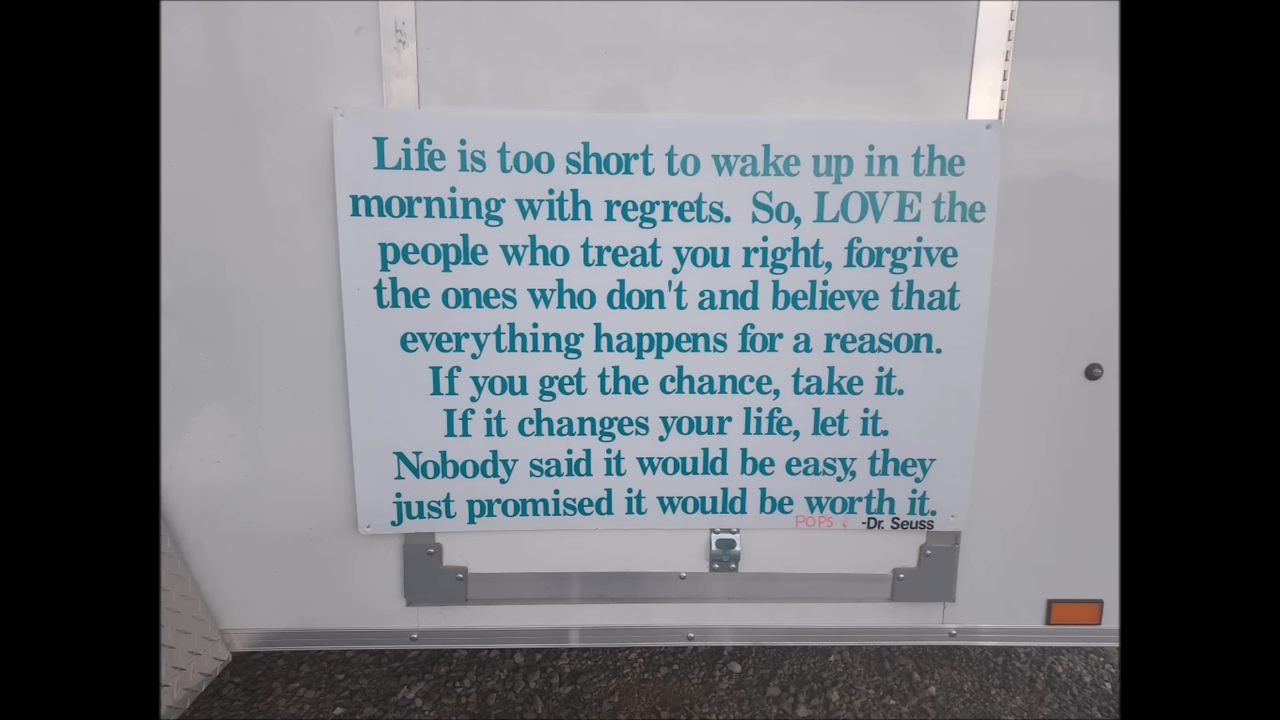 Life is too short to wake up in the
morning with regrets. So, LOVE the
people who treat you right, forgive
the ones who don't and believe that
everything happens for a reason.
If you get the chance, take it.
If it changes your life, let it.
Nobody said it would be easy, they
just promised it would be worth it.
POPS & -Dr. Seuss